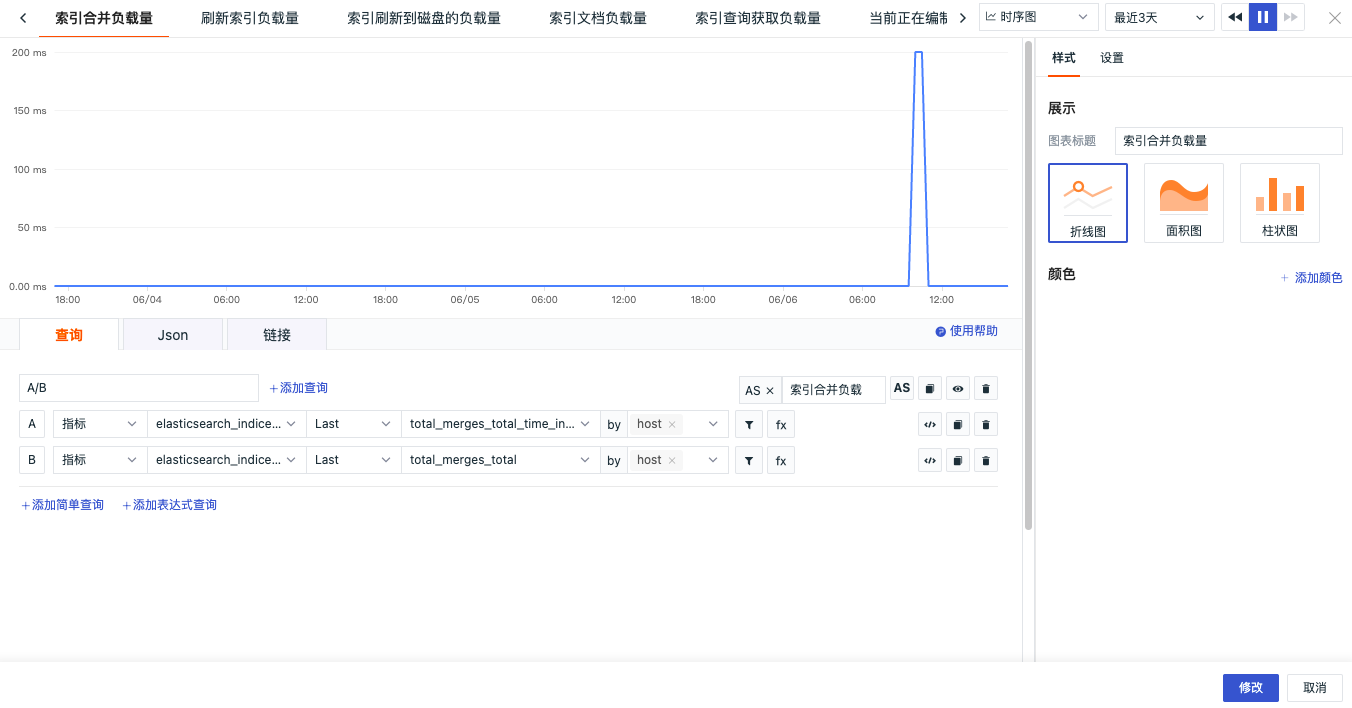 索引合并负载量 刷新索引负载量 索引刷新到磁盘的负载量 索引文档负载量 索引查询获取负载量 当前正在编制 时序图 最近3天
200 ms
150 ms
100 ms
50 ms
0.00 ms
18:00 06/04 06:00 12:00 18:00 06/05 06:00 12:00 18:00 06/06 06:00 12:00
查询 Json 链接 使用帮助
A/B +添加查询 AS × 索引合并负载 AS
A 指标 elasticsearch_indice... Last total_merges_total_time_in... by host × fx </>
B 指标 elasticsearch_indice... Last total_merges_total by host × fx </>
+添加简单查询 +添加表达式查询
样式 设置
展示
图表标题 索引合并负载量
折线图 面积图 柱状图
颜色 + 添加颜色
修改 取消